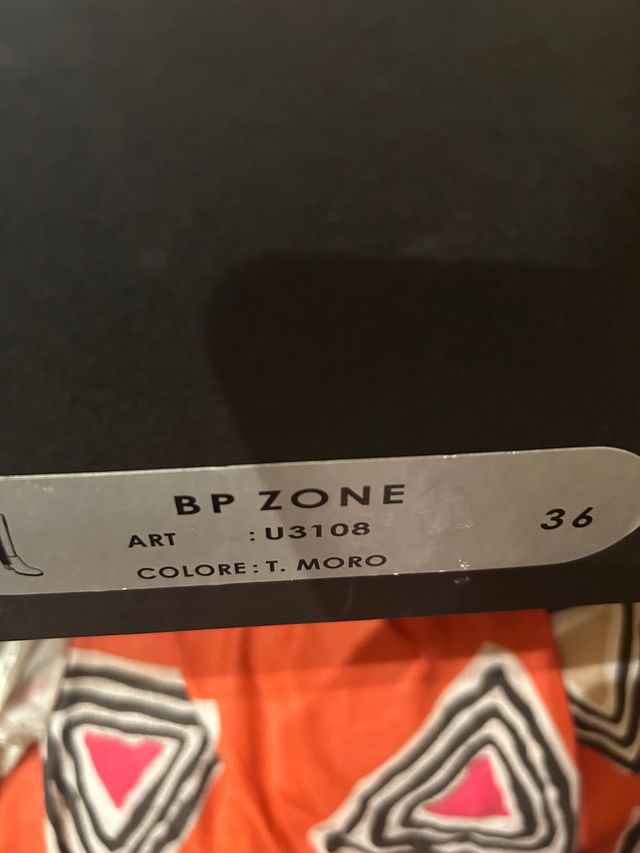 BP ZONE
ART : U3108
36
COLORE: T. MORO